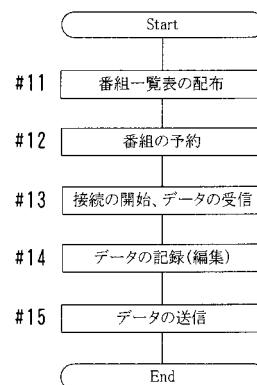 Start
#11 番組一覧表の配布
#12 番組の予約
#13 接続の開始、データの受信
#14 データの記録(編集)
#15 データの送信
End